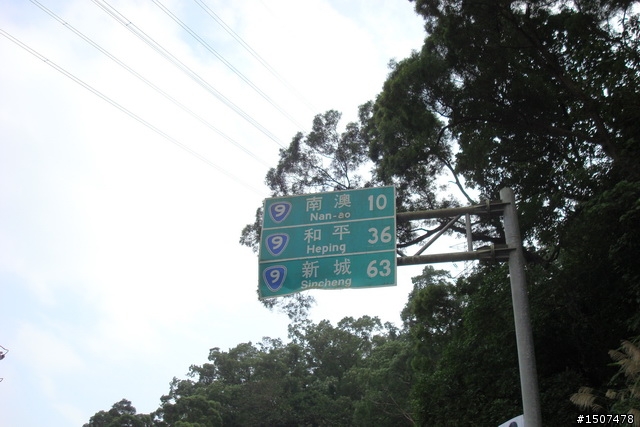 9 南澳 10
Nan-ao
9 和平 36
Heping
9 新城 63
Sincheng
#1507478